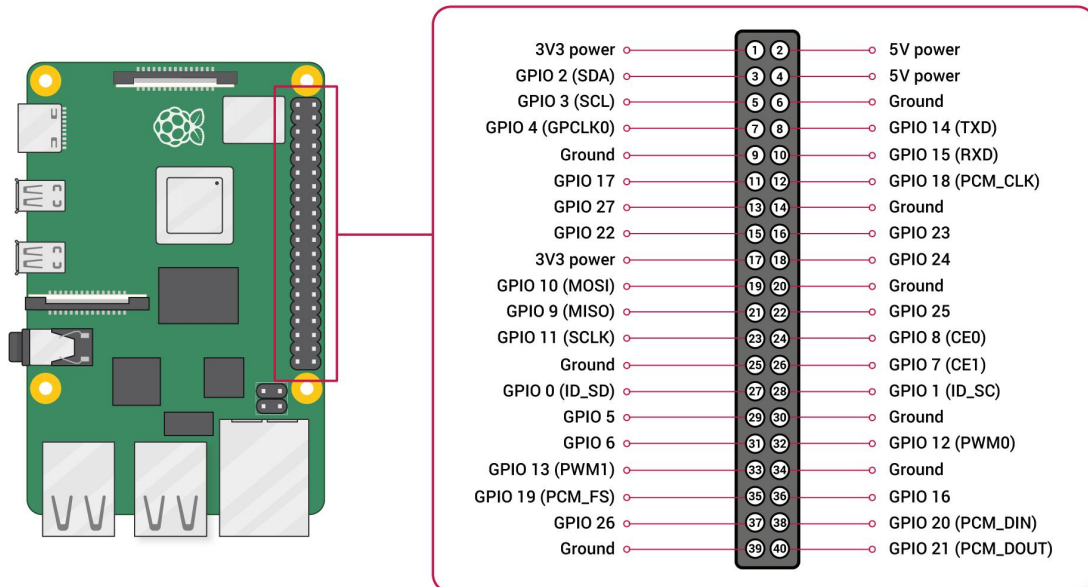 3V3 power 1 2 5V power
GPIO 2 (SDA) 3 4 5V power
GPIO 3 (SCL) 5 6 Ground
GPIO 4 (GPCLK0) 7 8 GPIO 14 (TXD)
Ground 9 10 GPIO 15 (RXD)
GPIO 17 11 12 GPIO 18 (PCM_CLK)
GPIO 27 13 14 Ground
GPIO 22 15 16 GPIO 23
3V3 power 17 18 GPIO 24
GPIO 10 (MOSI) 19 20 Ground
GPIO 9 (MISO) 21 22 GPIO 25
GPIO 11 (SCLK) 23 24 GPIO 8 (CE0)
Ground 25 26 GPIO 7 (CE1)
GPIO 0 (ID_SD) 27 28 GPIO 1 (ID_SC)
GPIO 5 29 30 Ground
GPIO 6 31 32 GPIO 12 (PWM0)
GPIO 13 (PWM1) 33 34 Ground
GPIO 19 (PCM_FS) 35 36 GPIO 16
GPIO 26 37 38 GPIO 20 (PCM_DIN)
Ground 39 40 GPIO 21 (PCM_DOUT)